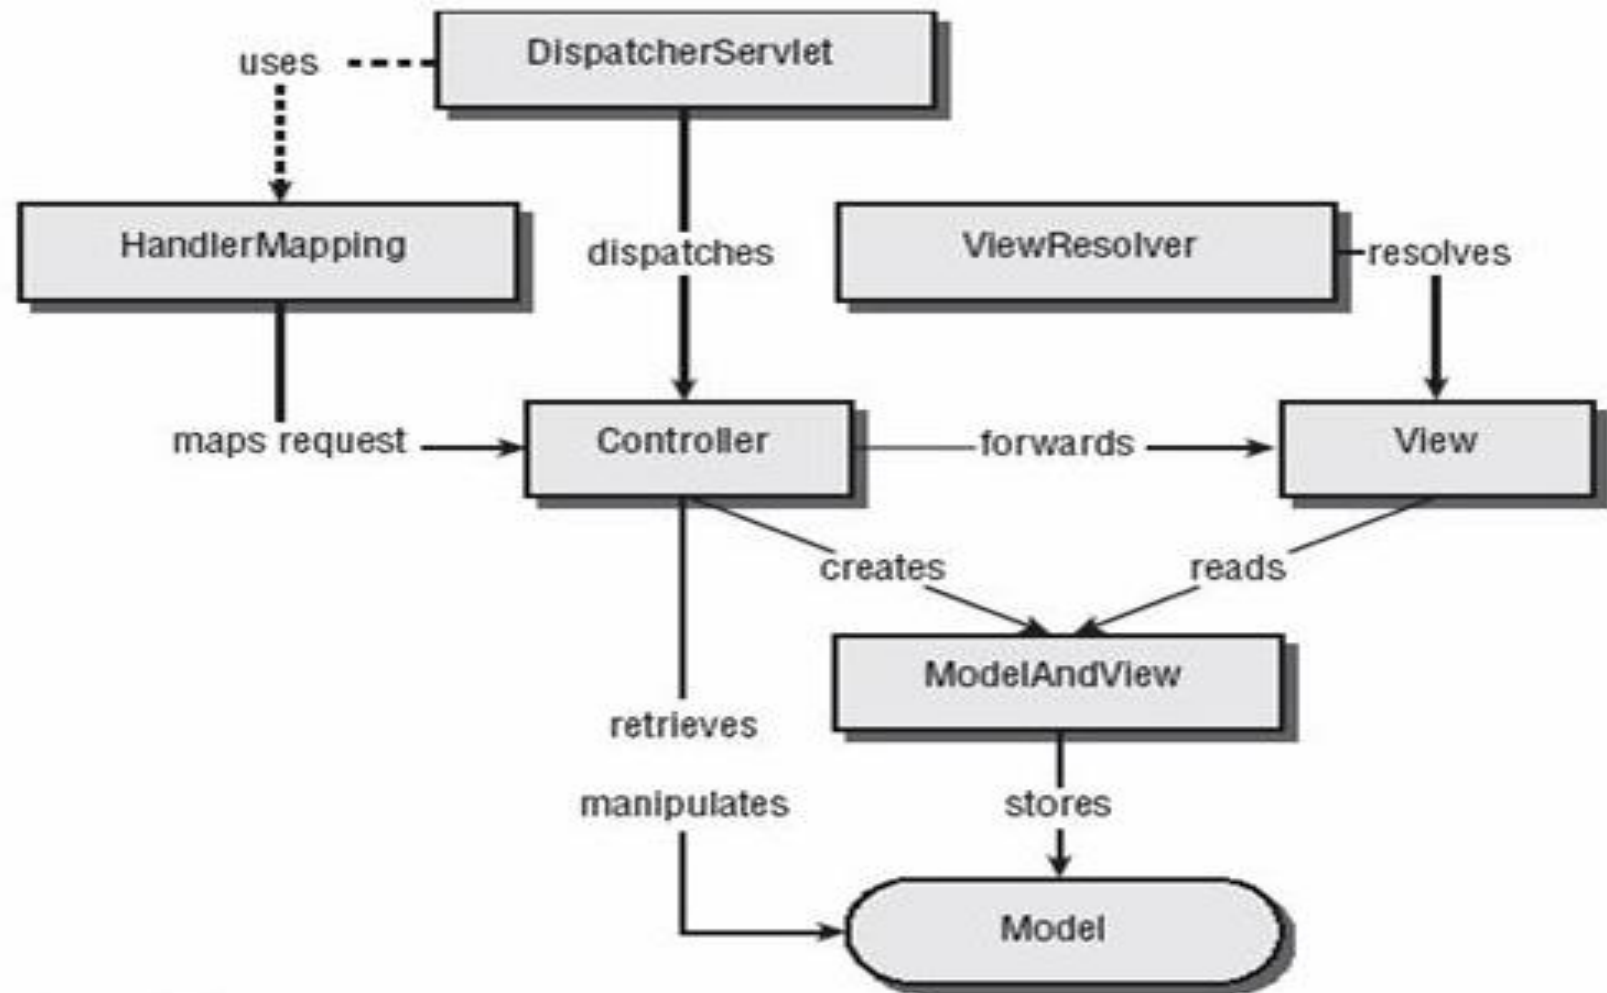 DispatcherServlet
uses
HandlerMapping
dispatches
ViewResolver
resolves
maps request
Controller
forwards
View
creates
reads
ModelAndView
retrieves
manipulates
stores
Model